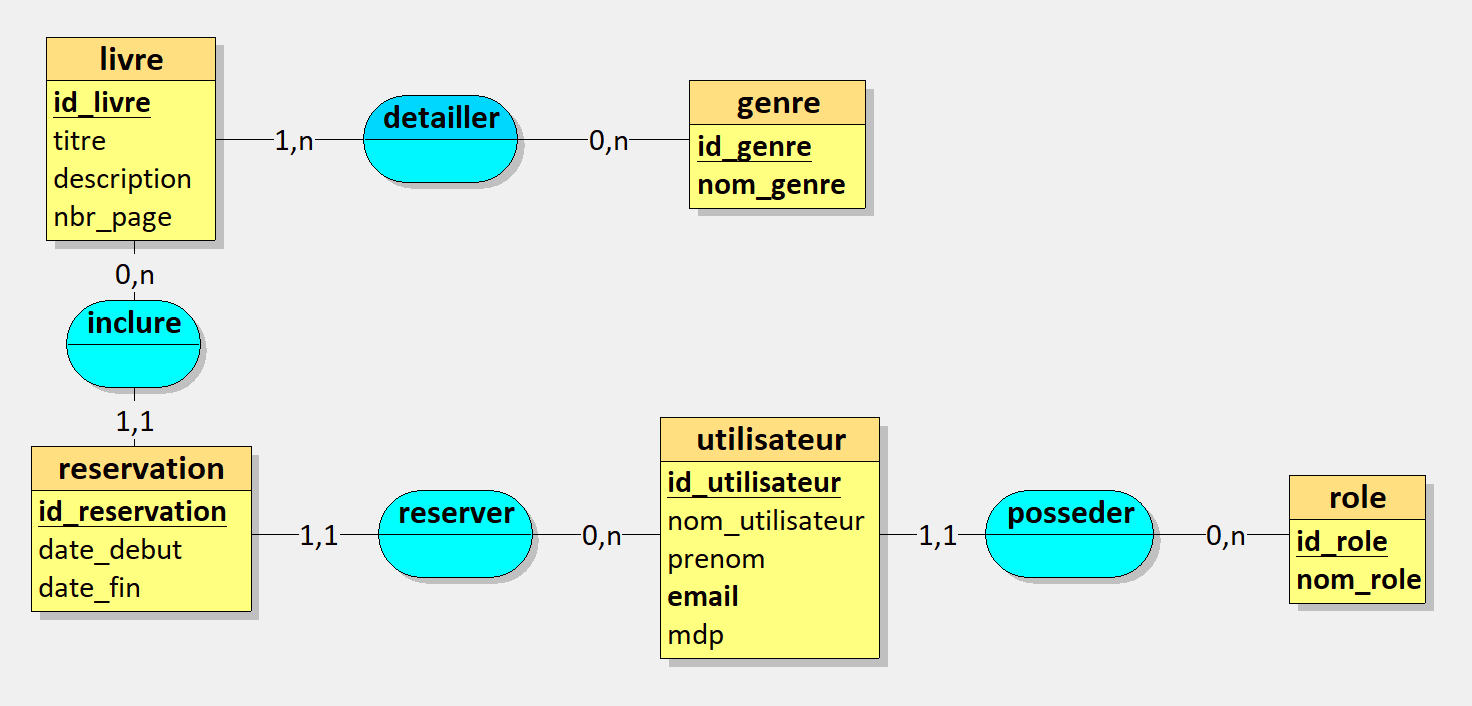 livre
id_livre
titre
description
nbr_page
1,n
detailler
0,n
genre
id_genre
nom_genre
0,n
inclure
1,1
reservation
id_reservation
date_debut
date_fin
1,1
reserver
0,n
utilisateur
id_utilisateur
nom_utilisateur
prenom
email
mdp
1,1
posseder
0,n
role
id_role
nom_role